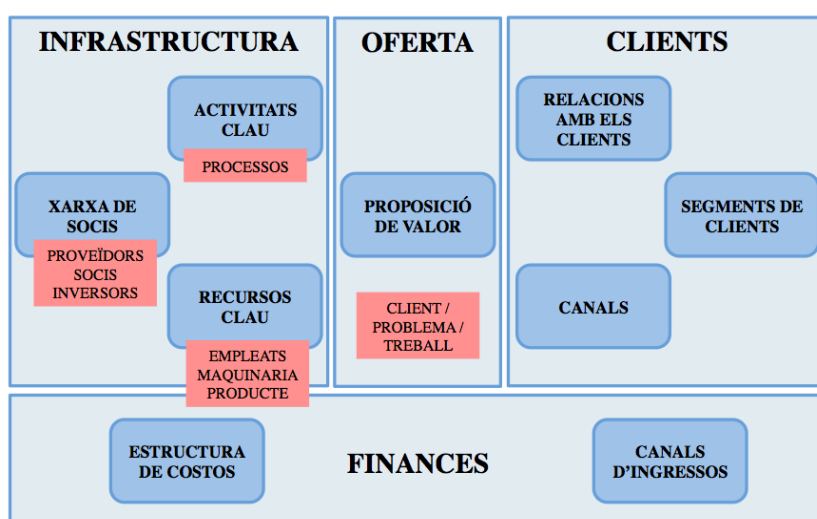 INFRASTRUCTURA
ACTIVITATS
CLAU
PROCESSOS
XARXA DE
SOCIS
PROVEÏDORS
SOCIS
INVERSORS
RECURSOS
CLAU
EMPLEATS
MAQUINARIA
PRODUCTE
OFERTA
PROPOSICIÓ
DE VALOR
CLIENT /
PROBLEMA /
TREBALL
CLIENTS
RELACIONS
AMB ELS
CLIENTS
SEGMENTS DE
CLIENTS
CANALS
ESTRUCTURA
DE COSTOS
FINANCES
CANALS
D'INGRESSOS